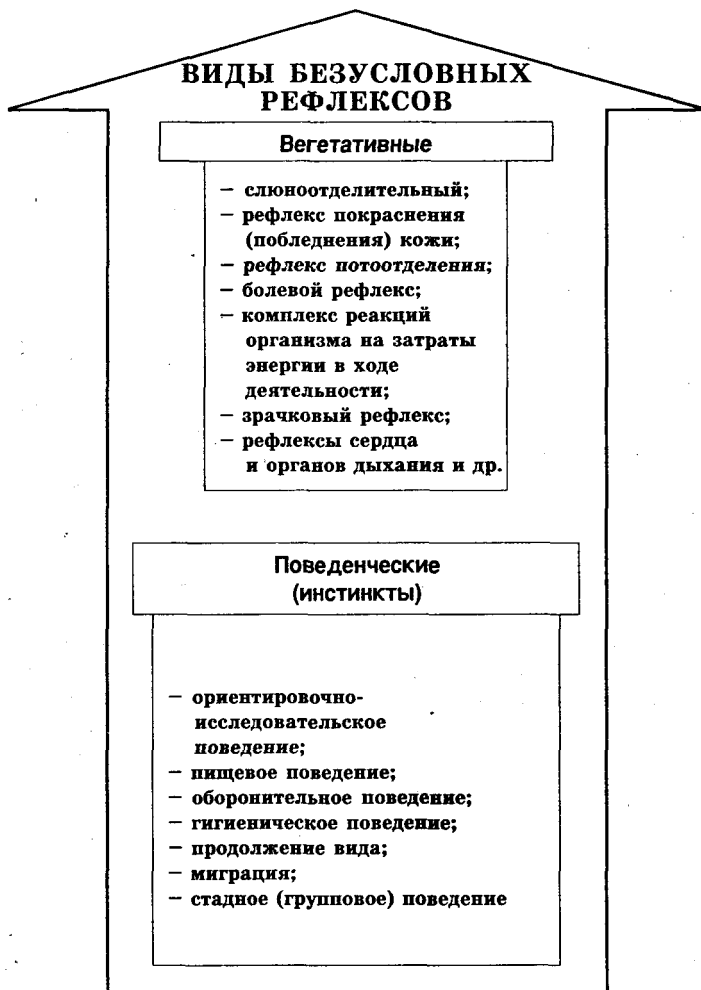 ВИДЫ БЕЗУСЛОВНЫХ
РЕФЛЕКСОВ
Вегетативные
– слюноотделительный;
– рефлекс покраснения
(побледнения) кожи;
– рефлекс потоотделения;
– болевой рефлекс;
– комплекс реакций
организма на затраты
энергии в ходе
деятельности;
– зрачковый рефлекс;
– рефлексы сердца
и органов дыхания и др.
Поведенческие
(инстинкты)
– ориентировочно-
исследовательское
поведение;
– пищевое поведение;
– оборонительное поведение;
– гигиеническое поведение;
– продолжение вида;
– миграция;
– стадное (групповое) поведение